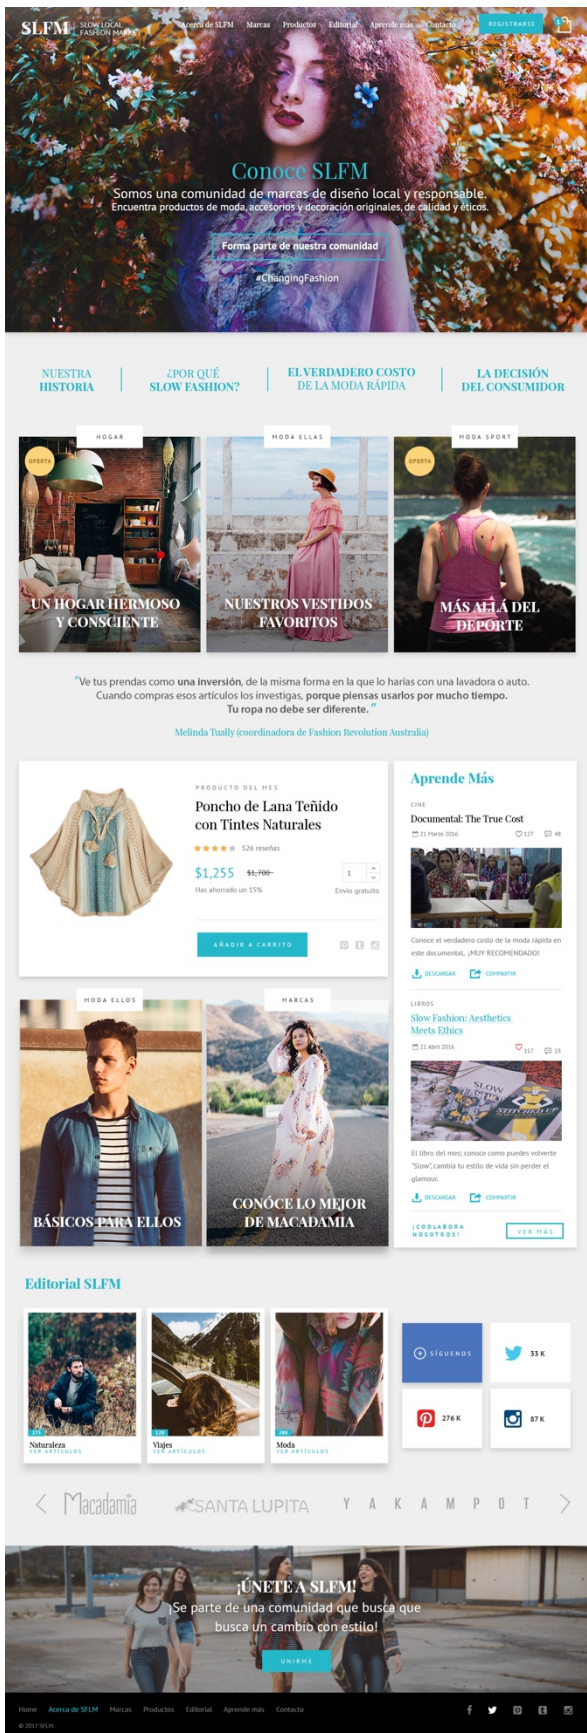 SLFM
SLOW LOCAL
FASHION MARKET
Acerca de SLFM Marcas Productos Editorial Aprende más Contacto
REGISTRARSE
1
Conoce SLFM
Somos una comunidad de marcas de diseño local y responsable.
Encuentra productos de moda, accesorios y decoración originales, de calidad y éticos.
Forma parte de nuestra comunidad
#ChangingFashion
NUESTRA
HISTORIA
¿POR QUÉ
SLOW FASHION?
EL VERDADERO COSTO
DE LA MODA RÁPIDA
LA DECISIÓN
DEL CONSUMIDOR
HOGAR
OFERTA
UN HOGAR HERMOSO
Y CONSCIENTE
MODA ELLAS
NUESTROS VESTIDOS
FAVORITOS
MODA SPORT
OFERTA
MÁS ALLÁ DEL
DEPORTE
"Ve tus prendas como una inversión, de la misma forma en la que lo harías con una lavadora o auto.
Cuando compras esos artículos los investigas, porque piensas usarlos por mucho tiempo.
Tu ropa no debe ser diferente. "
Melinda Tually (coordinadora de Fashion Revolution Australia)
PRODUCTO DEL MES
Poncho de Lana Teñido
con Tintes Naturales
526 reseñas
$1,255 $1,700
1
Has ahorrado un 15%
Envío gratuito
AÑADIR A CARRITO
Aprende Más
CINE
Documental: The True Cost
21 Marzo 2016 127 48
Conoce el verdadero costo de la moda rápida en
este documental, ¡MUY RECOMENDADO!
DESCARGAR COMPARTIR
LIBROS
Slow Fashion: Aesthetics
Meets Ethics
21 Abril 2016 157 23
SLOW
FASHION
STITCHED UP
El libro del mes; conoce como puedes volverte
"Slow", cambia tu estilo de vida sin perder el
glamour.
DESCARGAR COMPARTIR
¡COOLABORA
NOSOTROS!
VER MÁS
MODA ELLOS
BÁSICOS PARA ELLOS
MARCAS
CONÓCE LO MEJOR
DE MACADAMIA
Editorial SLFM
275
Naturaleza
VER ARTÍCULOS
120
Viajes
VER ARTÍCULOS
280
Moda
VER ARTÍCULOS
SÍGUENOS
33 K
276 K
87 K
Macadamia
SANTA LUPITA
YAKAMPOT
¡ÚNETE A SLFM!
¡Se parte de una comunidad que busca que
busca un cambio con estilo!
UNIRME
Home Acerca de SFLM Marcas Productos Editorial Aprende más Contacto
© 2017 SFLM.